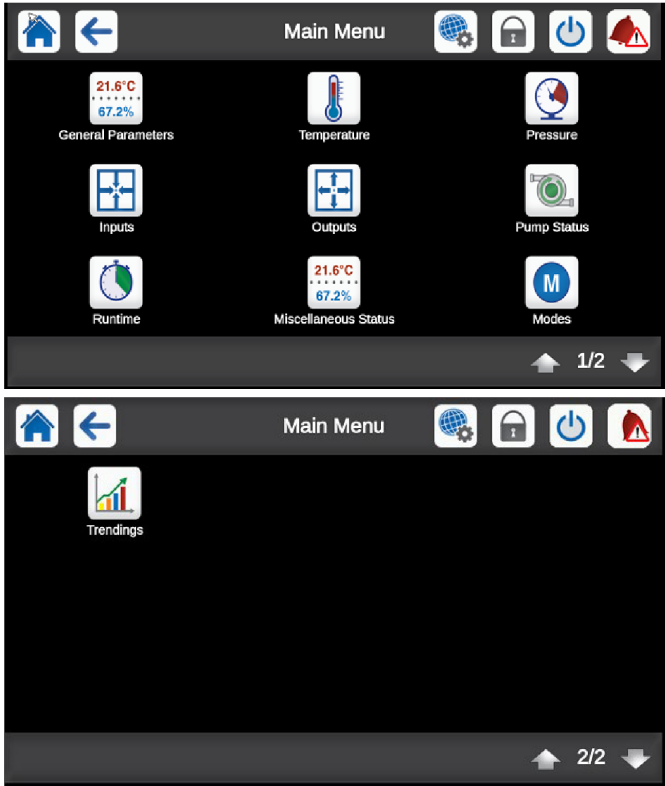 Main Menu
21.6°C
67.2%
General Parameters
Temperature
Pressure
Inputs
Outputs
Pump Status
Runtime
21.6°C
67.2%
Miscellaneous Status
M
Modes
1/2
Main Menu
Trendings
2/2